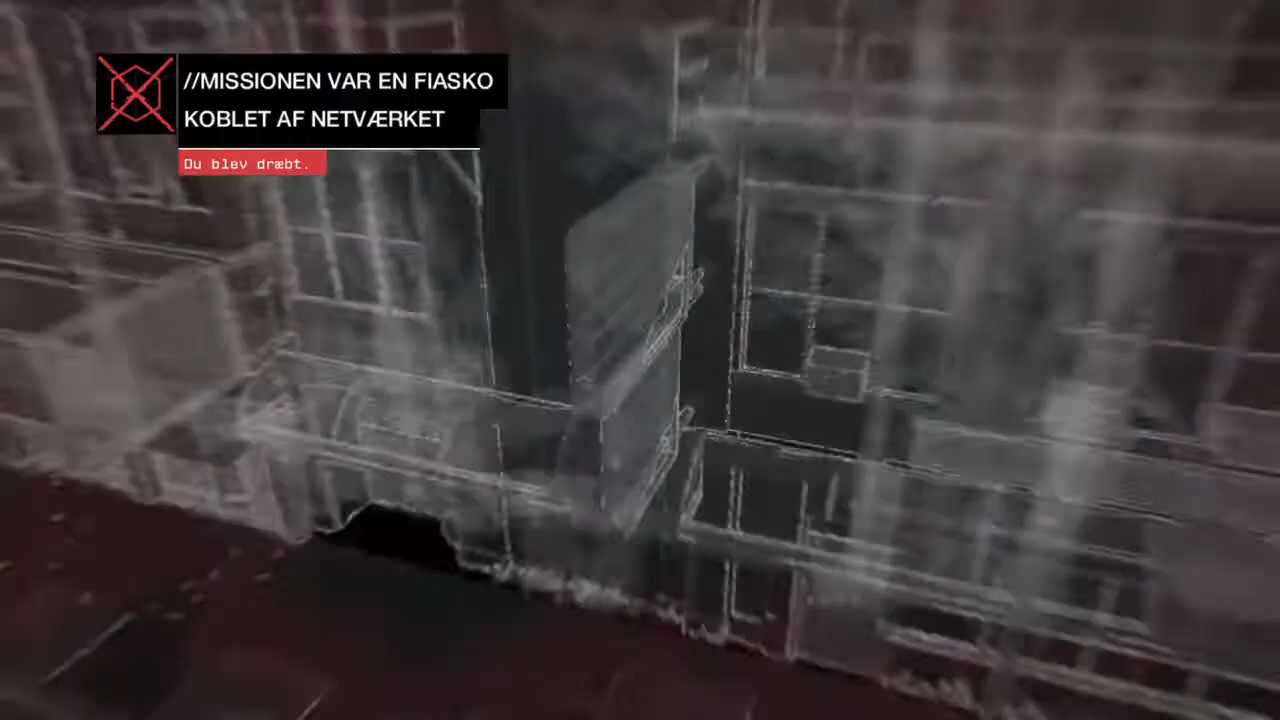 //MISSIONEN VAR EN FIASKO
KOBLET AF NETVÆRKET
Du blev dræbt.